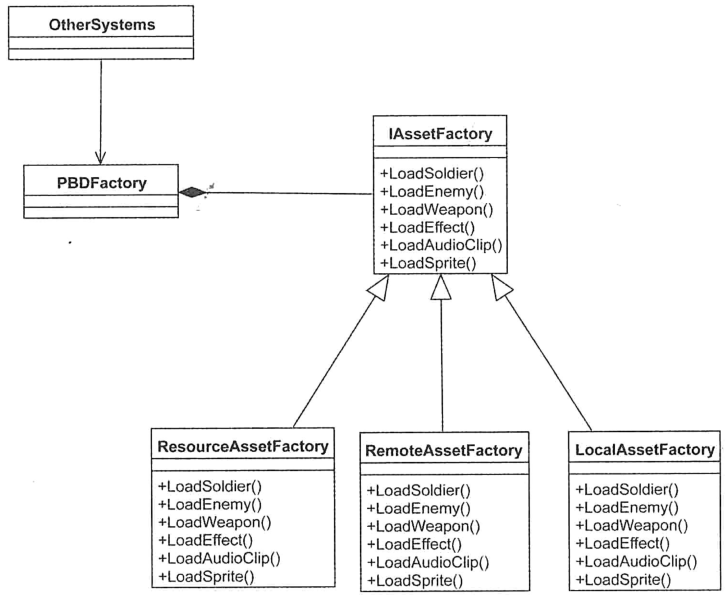 OtherSystems
PBDFactory
IAssetFactory
+LoadSoldier()
+LoadEnemy()
+LoadWeapon()
+LoadEffect()
+LoadAudioClip()
+LoadSprite()
ResourceAssetFactory
+LoadSoldier()
+LoadEnemy()
+LoadWeapon()
+LoadEffect()
+LoadAudioClip()
+LoadSprite()
RemoteAssetFactory
+LoadSoldier()
+LoadEnemy()
+LoadWeapon()
+LoadEffect()
+LoadAudioClip()
+LoadSprite()
LocalAssetFactory
+LoadSoldier()
+LoadEnemy()
+LoadWeapon()
+LoadEffect()
+LoadAudioClip()
+LoadSprite()